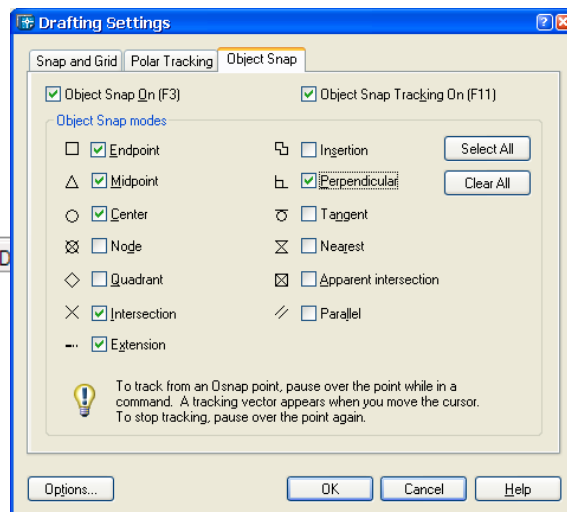 Drafting Settings
Snap and Grid
Polar Tracking
Object Snap
Object Snap On (F3)
Object Snap Tracking On (F11)
Object Snap modes
Endpoint
Midpoint
Center
Node
Quadrant
Intersection
Extension
Insertion
Perpendicular
Tangent
Nearest
Apparent intersection
Parallel
Select All
Clear All
To track from an Osnap point, pause over the point while in a
command. A tracking vector appears when you move the cursor.
To stop tracking, pause over the point again.
Options...
OK
Cancel
Help
D